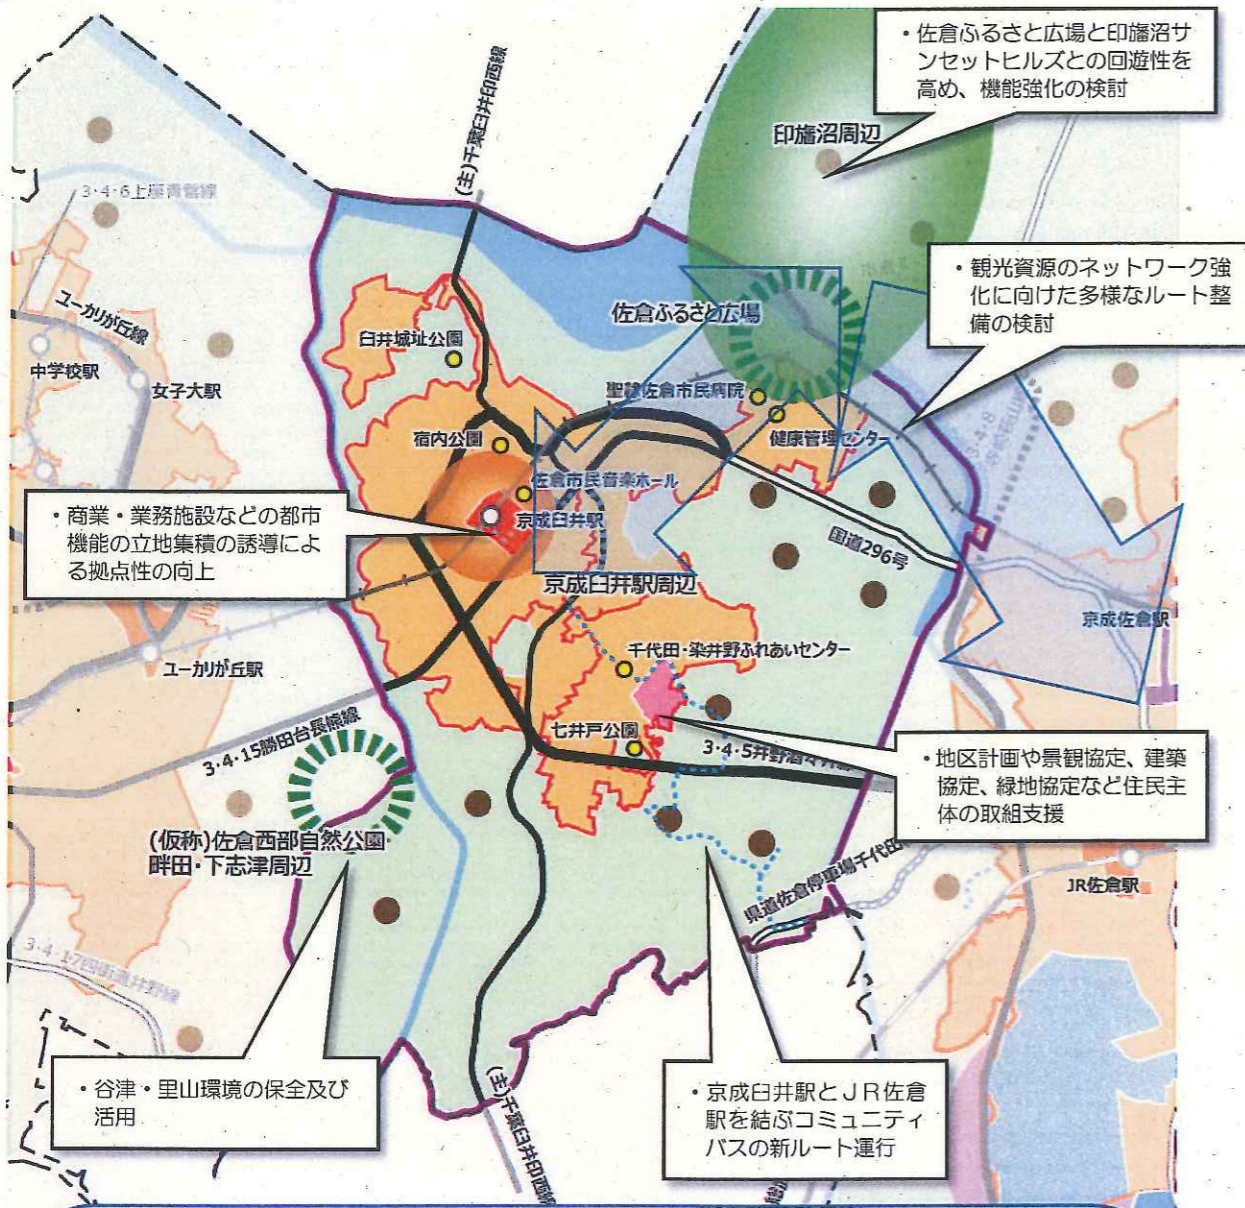 ・佐倉ふるさと広場と印旛沼サ
ンセットヒルズとの回遊性を
高め、機能強化の検討
印旛沼周辺
(主)千葉臼井印西線
3・4・6上座青菅線
・観光資源のネットワーク強
化に向けた多様なルート整
備の検討
ユーカリが丘線
佐倉ふるさと広場
臼井城址公園
中学校駅
女子大駅
聖隷佐倉市民病院
宿内公園
健康管理センター
3・4・8
佐倉市民音楽ホール
・商業・業務施設などの都市
機能の立地集積の誘導によ
る拠点性の向上
京成臼井駅
国道296号
京成臼井駅周辺
京成佐倉駅
千代田・染井野ふれあいセンター
ユーカリが丘駅
七井戸公園
3・4・15勝田台長熊線
3・4・5井野酒々井線
・地区計画や景観協定、建築
協定、緑地協定など住民主
体の取組支援
(仮称)佐倉西部自然公園
畔田・下志津周辺
県道佐倉停車場千代田
JR佐倉駅
3・4・17四街道井野線
・谷津・里山環境の保全及び
活用
(主)千葉臼井印西線
・京成臼井駅とＪＲ佐倉
駅を結ぶコミュニティ
バスの新ルート運行